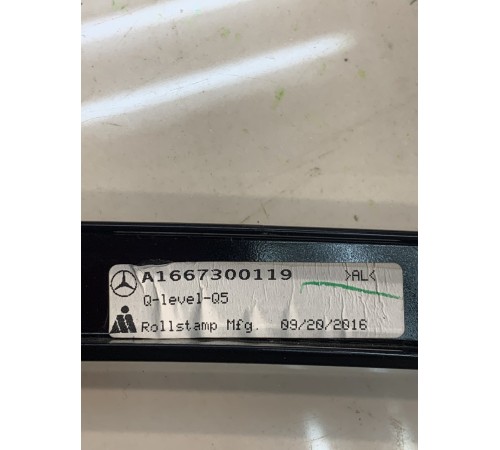 A1667300119 >AL<
Q-level-Q5
Rollstamp Mfg. 09/20/2016